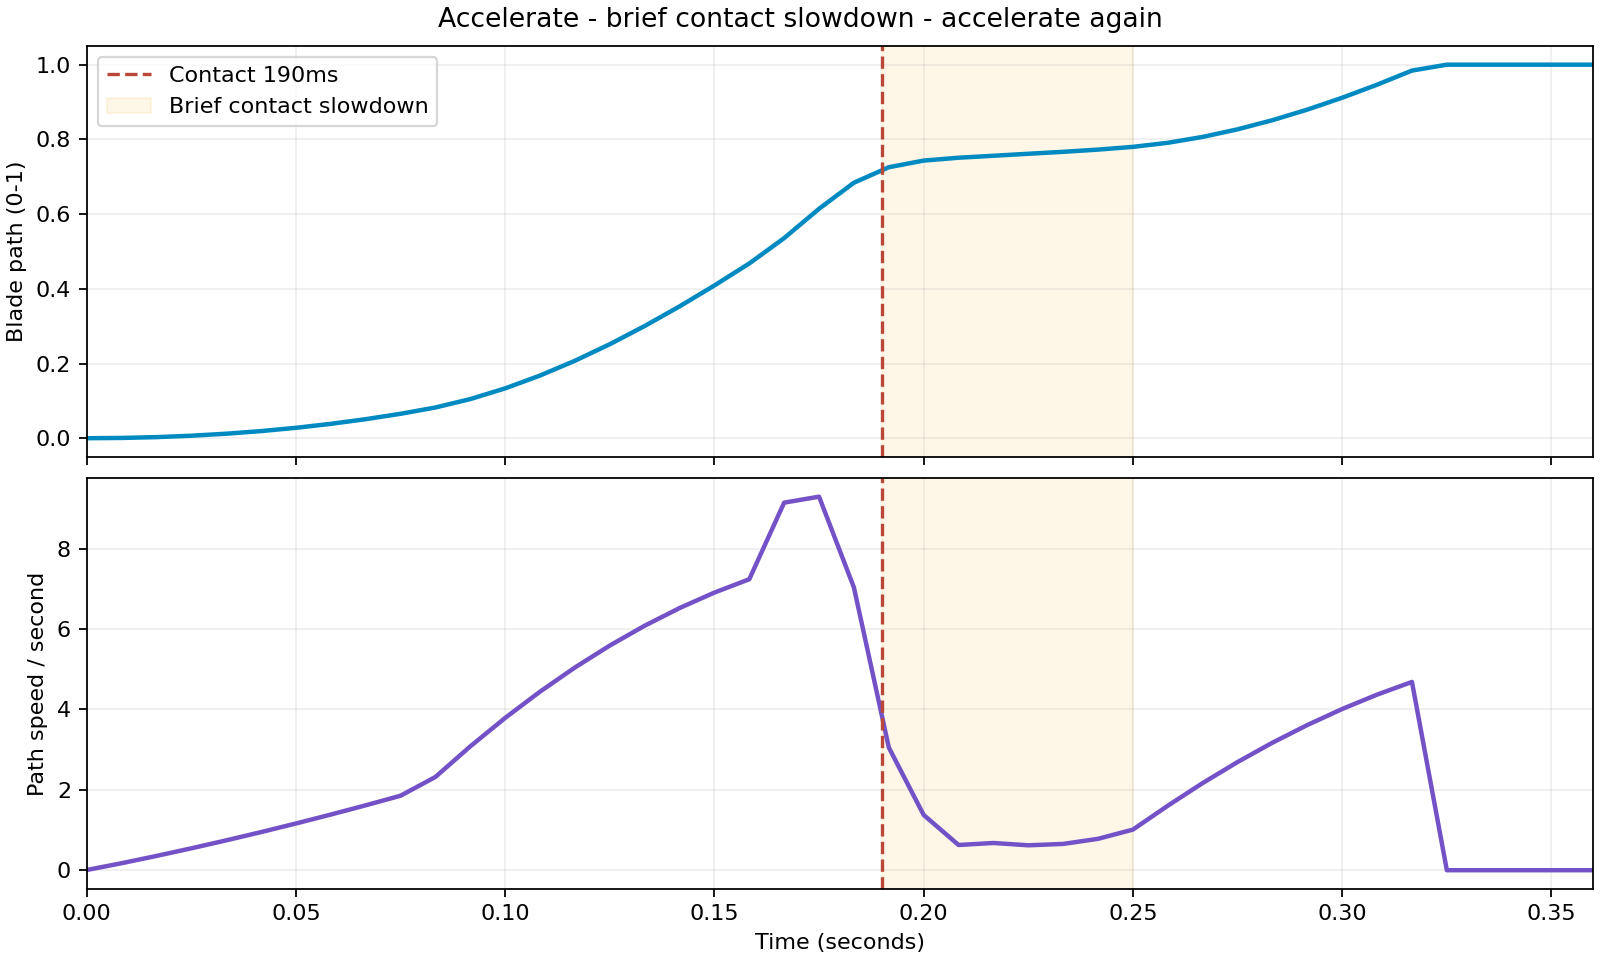 Accelerate - brief contact slowdown - accelerate again
Contact 190ms
Brief contact slowdown
Blade path (0-1)
1.0
0.8
0.6
0.4
0.2
0.0
Path speed / second
8
6
4
2
0
0.00 0.05 0.10 0.15 0.20 0.25 0.30 0.35
Time (seconds)